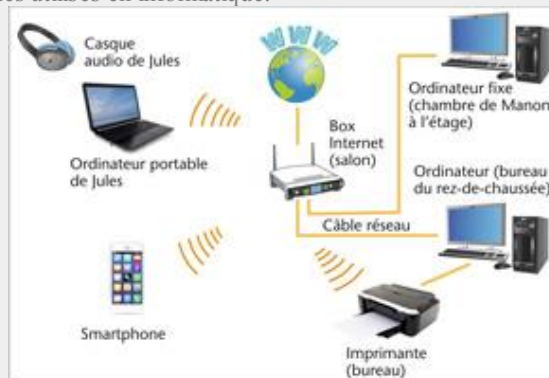 Casque
audio de Jules
WWW
Ordinateur portable
de Jules
Box
Internet
(salon)
Ordinateur fixe
(chambre de Manon
à l'étage)
Ordinateur (bureau
du rez-de-chaussée)
Câble réseau
Smartphone
Imprimante
(bureau)